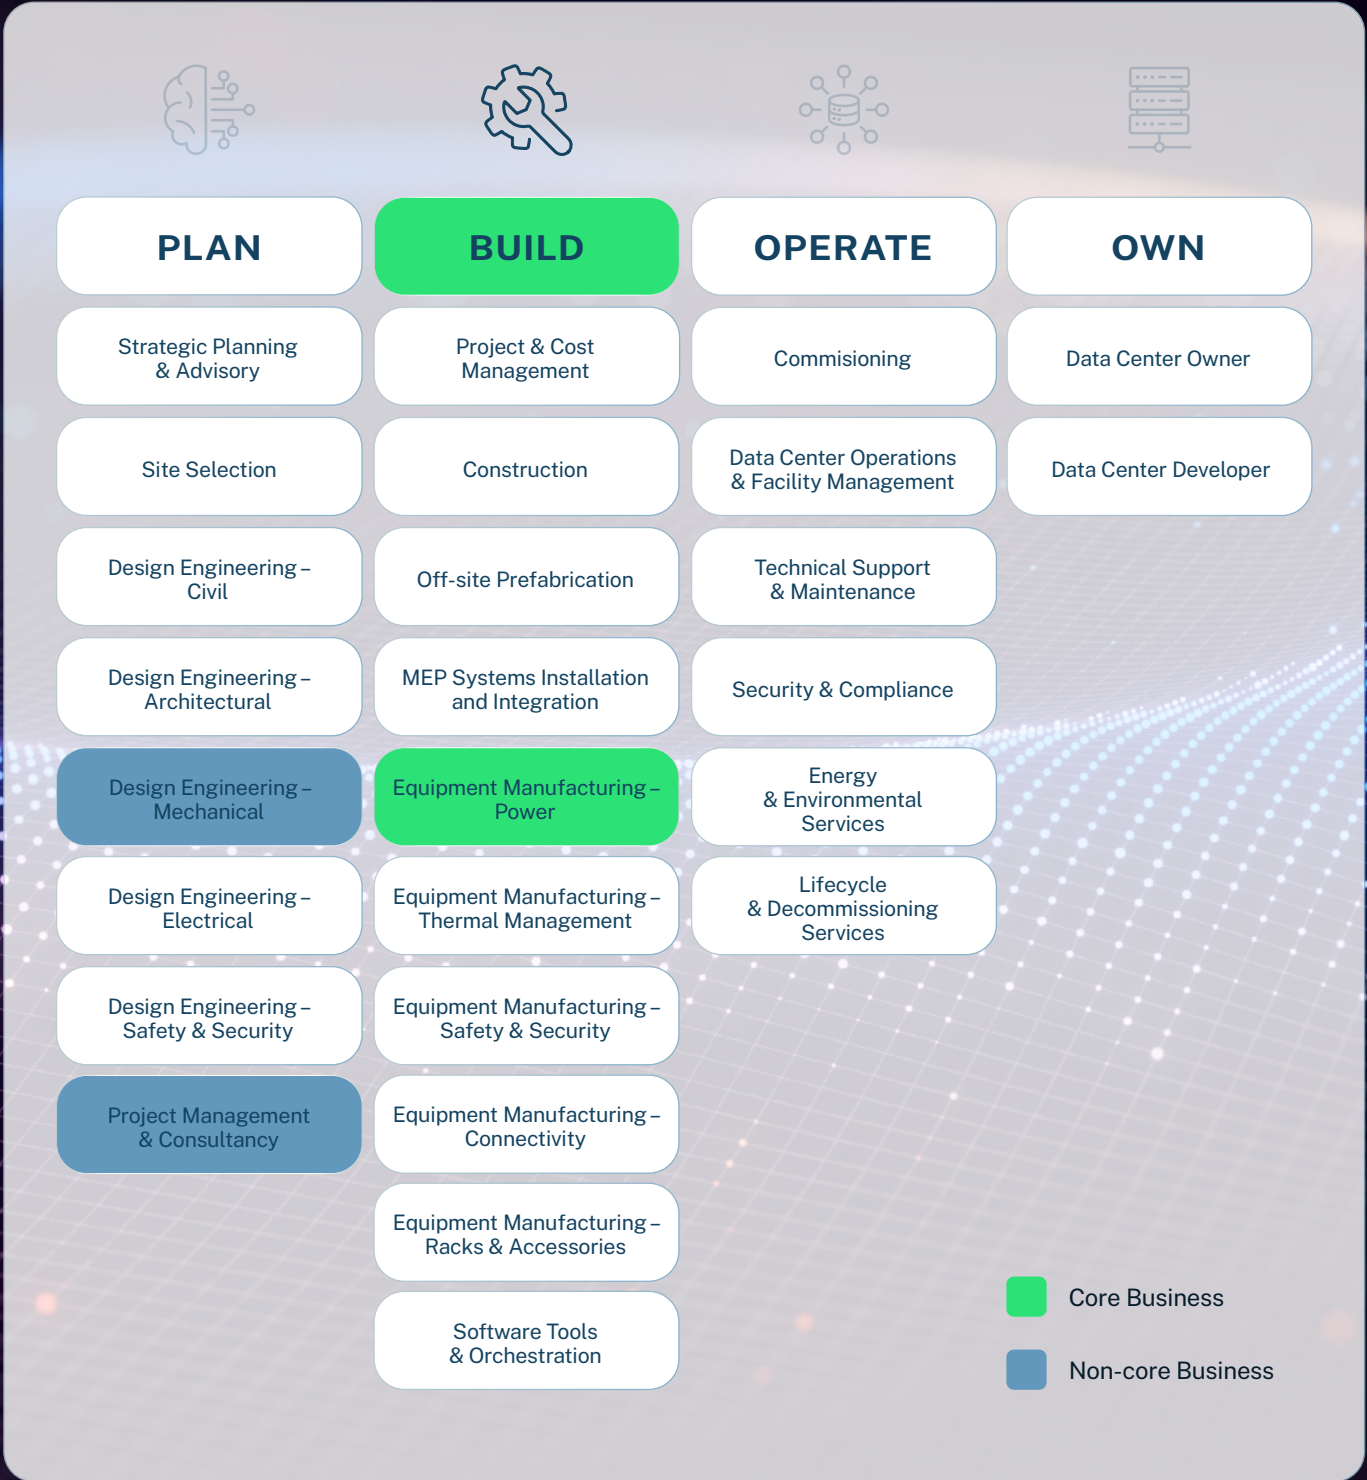 PLAN
BUILD
OPERATE
OWN
Strategic Planning
& Advisory
Project & Cost
Management
Commisioning
Data Center Owner
Site Selection
Construction
Data Center Operations
& Facility Management
Data Center Developer
Design Engineering –
Civil
Off-site Prefabrication
Technical Support
& Maintenance
Design Engineering –
Architectural
MEP Systems Installation
and Integration
Security & Compliance
Design Engineering –
Mechanical
Equipment Manufacturing –
Power
Energy
& Environmental
Services
Design Engineering –
Electrical
Equipment Manufacturing –
Thermal Management
Lifecycle
& Decommissioning
Services
Design Engineering –
Safety & Security
Equipment Manufacturing –
Safety & Security
Project Management
& Consultancy
Equipment Manufacturing –
Connectivity
Equipment Manufacturing –
Racks & Accessories
Software Tools
& Orchestration
Core Business
Non-core Business